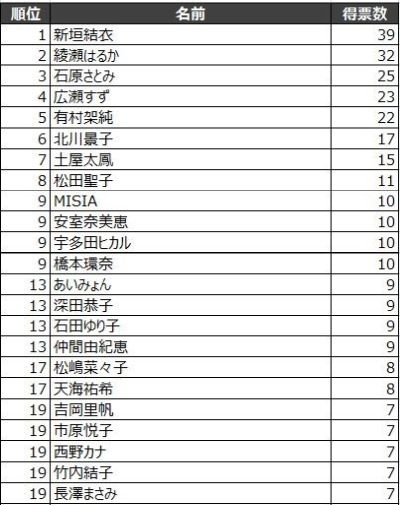 順位 名前 得票数
1 新垣結衣 39
2 綾瀬はるか 32
3 石原さとみ 25
4 広瀬すず 23
5 有村架純 22
6 北川景子 17
7 土屋太鳳 15
8 松田聖子 11
9 MISIA 10
9 安室奈美恵 10
9 宇多田ヒカル 10
9 橋本環奈 10
13 あいみょん 9
13 深田恭子 9
13 石田ゆり子 9
13 仲間由紀恵 9
17 松嶋菜々子 8
17 天海祐希 8
19 吉岡里帆 7
19 市原悦子 7
19 西野カナ 7
19 竹内結子 7
19 長澤まさみ 7